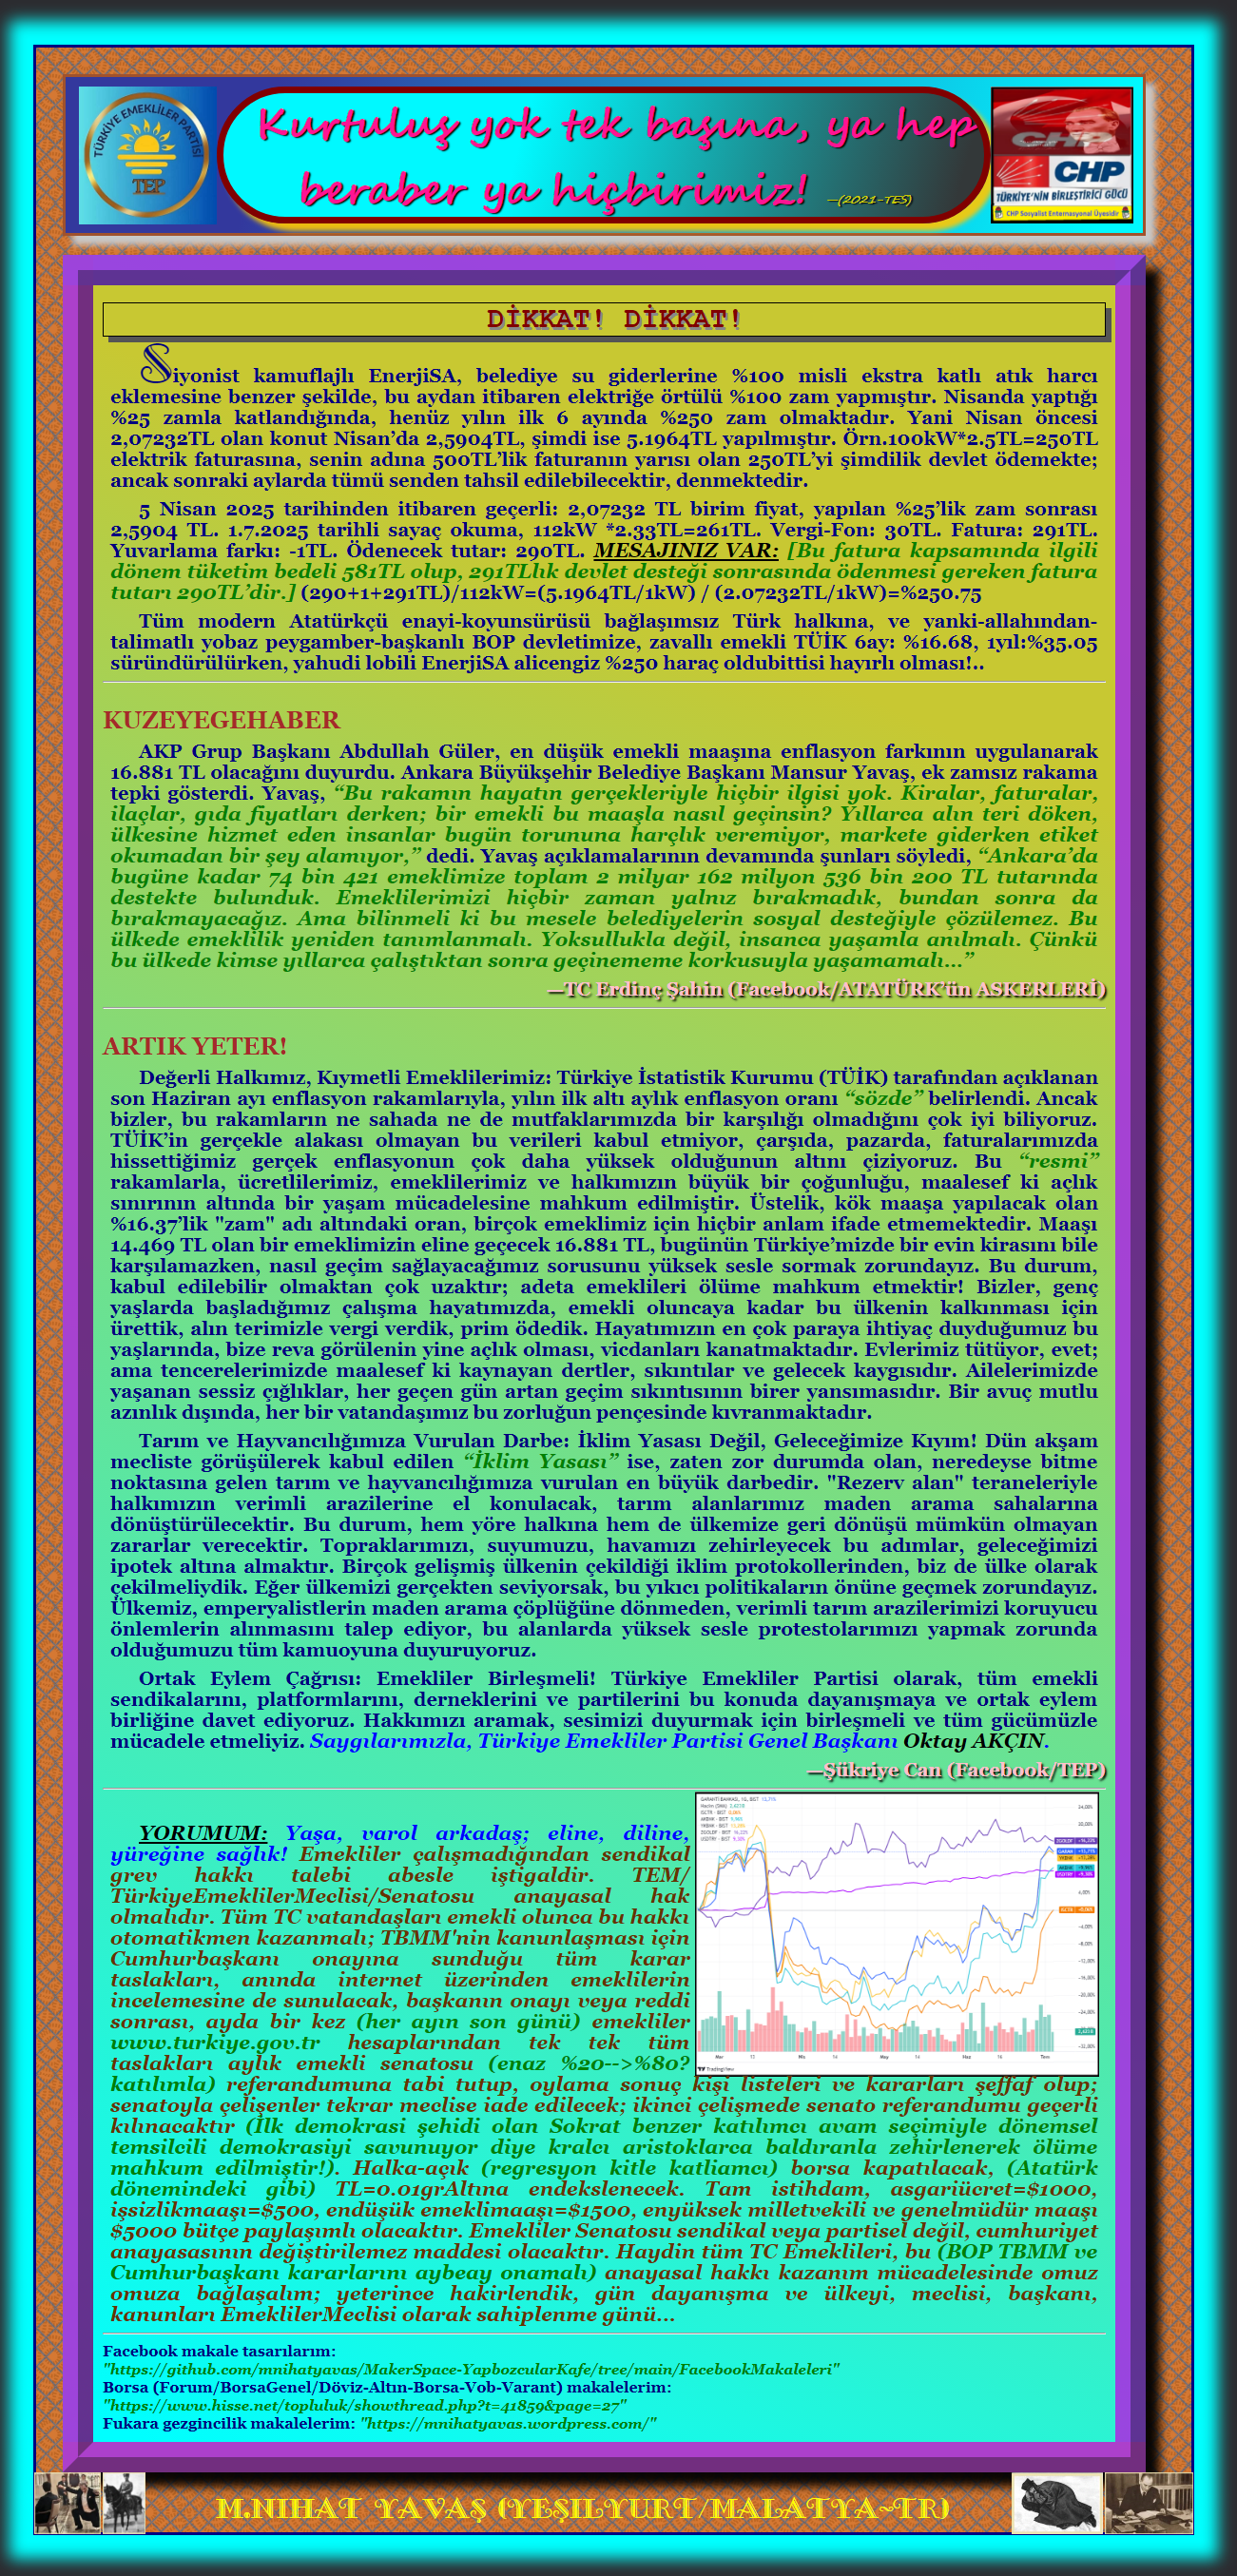 TÜRKİYE EMEKLİLER PARTİSİ
TEP
Kurtuluş yok tek başına, ya hep
beraber ya hiçbirimiz! —(2021-TES)
CHP
CHP
TÜRKİYE'NİN BİRLEŞTİRİCİ GÜCÜ
CHP Sosyalist Enternasyonal Üyesidir
DİKKAT! DİKKAT!
Siyonist kamuflajlı EnerjiSA, belediye su giderlerine %100 misli ekstra katlı atık harcı
eklemesine benzer şekilde, bu aydan itibaren elektriğe örtülü %100 zam yapmıştır. Nisanda yaptığı
%25 zamla katlandığında, henüz yılın ilk 6 ayında %250 zam olmaktadır. Yani Nisan öncesi
2,07232TL olan konut Nisan’da 2,5904TL, şimdi ise 5.1964TL yapılmıştır. Örn.100kW*2.5TL=250TL
elektrik faturasına, senin adına 500TL’lik faturanın yarısı olan 250TL’yi şimdilik devlet ödemekte;
ancak sonraki aylarda tümü senden tahsil edilebilecektir, denmektedir.
5 Nisan 2025 tarihinden itibaren geçerli: 2,07232 TL birim fiyat, yapılan %25’lik zam sonrası
2,5904 TL. 1.7.2025 tarihli sayaç okuma, 112kW *2.33TL=261TL. Vergi-Fon: 30TL. Fatura: 291TL.
Yuvarlama farkı: -1TL. Ödenecek tutar: 290TL. MESAJINIZ VAR: [Bu fatura kapsamında ilgili
dönem tüketim bedeli 581TL olup, 291TLlık devlet desteği sonrasında ödenmesi gereken fatura
tutarı 290TL’dir.] (290+1+291TL)/112kW=(5.1964TL/1kW) / (2.07232TL/1kW)=%250.75
Tüm modern Atatürkçü enayi-koyunsürüsü bağlaşımsız Türk halkına, ve yanki-allahından-
talimatlı yobaz peygamber-başkanlı BOP devletimize, zavallı emekli TÜİK 6ay: %16.68, 1yıl:%35.05
süründürülürken, yahudi lobili EnerjiSA alicengiz %250 haraç oldubittisi hayırlı olması!..
KUZEYEGEHABER
AKP Grup Başkanı Abdullah Güler, en düşük emekli maaşına enflasyon farkının uygulanarak
16.881 TL olacağını duyurdu. Ankara Büyükşehir Belediye Başkanı Mansur Yavaş, ek zamsız rakama
tepki gösterdi. Yavaş, “Bu rakamın hayatın gerçekleriyle hiçbir ilgisi yok. Kiralar, faturalar,
ilaçlar, gıda fiyatları derken; bir emekli bu maaşla nasıl geçinsin? Yıllarca alın teri döken,
ülkesine hizmet eden insanlar bugün torununa harçlık veremiyor, markete giderken etiket
okumadan bir şey alamıyor,” dedi. Yavaş açıklamalarının devamında şunları söyledi, “Ankara’da
bugüne kadar 74 bin 421 emeklimize toplam 2 milyar 162 milyon 536 bin 200 TL tutarında
destekte bulunduk. Emeklilerimizi hiçbir zaman yalnız bırakmadık, bundan sonra da
bırakmayacağız. Ama bilinmeli ki bu mesele belediyelerin sosyal desteğiyle çözülemez. Bu
ülkede emeklilik yeniden tanımlanmalı. Yoksullukla değil, insanca yaşamla anılmalı. Çünkü
bu ülkede kimse yıllarca çalıştıktan sonra geçinememe korkusuyla yaşamamalı...”
—TC Erdinç Şahin (Facebook/ATATÜRK’ün ASKERLERİ)
ARTIK YETER!
Değerli Halkımız, Kıymetli Emeklilerimiz: Türkiye İstatistik Kurumu (TÜİK) tarafından açıklanan
son Haziran ayı enflasyon rakamlarıyla, yılın ilk altı aylık enflasyon oranı “sözde” belirlendi. Ancak
bizler, bu rakamların ne sahada ne de mutfaklarımızda bir karşılığı olmadığını çok iyi biliyoruz.
TÜİK’in gerçekle alakası olmayan bu verileri kabul etmiyor, çarşıda, pazarda, faturalarımızda
hissettiğimiz gerçek enflasyonun çok daha yüksek olduğunun altını çiziyoruz. Bu “resmi”
rakamlarla, ücretlilerimiz, emeklilerimiz ve halkımızın büyük bir çoğunluğu, maalesef ki açlık
sınırının altında bir yaşam mücadelesine mahkum edilmiştir. Üstelik, kök maaşa yapılacak olan
%16.37’lik "zam" adı altındaki oran, birçok emeklimiz için hiçbir anlam ifade etmemektedir. Maaşı
14.469 TL olan bir emeklimizin eline geçecek 16.881 TL, bugünün Türkiye’mizde bir evin kirasını bile
karşılamazken, nasıl geçim sağlayacağımız sorusunu yüksek sesle sormak zorundayız. Bu durum,
kabul edilebilir olmaktan çok uzaktır; adeta emeklileri ölüme mahkum etmektir! Bizler, genç
yaşlarda başladığımız çalışma hayatımızda, emekli oluncaya kadar bu ülkenin kalkınması için
ürettik, alın terimizle vergi verdik, prim ödedik. Hayatımızın en çok paraya ihtiyaç duyduğumuz bu
yaşlarında, bize reva görülenin yine açlık olması, vicdanları kanatmaktadır. Evlerimiz tütüyor, evet;
ama tencerelerimizde maalesef ki kaynayan dertler, sıkıntılar ve gelecek kaygısıdır. Ailelerimizde
yaşanan sessiz çığlıklar, her geçen gün artan geçim sıkıntısının birer yansımasıdır. Bir avuç mutlu
azınlık dışında, her bir vatandaşımız bu zorluğun pençesinde kıvranmaktadır.
Tarım ve Hayvancılığımıza Vurulan Darbe: İklim Yasası Değil, Geleceğimize Kıyım! Dün akşam
mecliste görüşülerek kabul edilen “İklim Yasası” ise, zaten zor durumda olan, neredeyse bitme
noktasına gelen tarım ve hayvancılığımıza vurulan en büyük darbedir. "Rezerv alan" teraneleriyle
halkımızın verimli arazilerine el konulacak, tarım alanlarımız maden arama sahalarına
dönüştürülecektir. Bu durum, hem yöre halkına hem de ülkemize geri dönüşü mümkün olmayan
zararlar verecektir. Topraklarımızı, suyumuzu, havamızı zehirleyecek bu adımlar, geleceğimizi
ipotek altına almaktır. Birçok gelişmiş ülkenin çekildiği iklim protokollerinden, biz de ülke olarak
çekilmeliydik. Eğer ülkemizi gerçekten seviyorsak, bu yıkıcı politikaların önüne geçmek zorundayız.
Ülkemiz, emperyalistlerin maden arama çöplüğüne dönmeden, verimli tarım arazilerimizi koruyucu
önlemlerin alınmasını talep ediyor, bu alanlarda yüksek sesle protestolarımızı yapmak zorunda
olduğumuzu tüm kamuoyuna duyuruyoruz.
Ortak Eylem Çağrısı: Emekliler Birleşmeli! Türkiye Emekliler Partisi olarak, tüm emekli
sendikalarını, platformlarını, derneklerini ve partilerini bu konuda dayanışmaya ve ortak eylem
birliğine davet ediyoruz. Hakkımızı aramak, sesimizi duyurmak için birleşmeli ve tüm gücümüzle
mücadele etmeliyiz. Saygılarımızla, Türkiye Emekliler Partisi Genel Başkanı Oktay AKÇIN.
—Şükriye Can (Facebook/TEP)
YORUMUM: Yaşa, varol arkadaş; eline, diline,
yüreğine sağlık! Emekliler çalışmadığından sendikal
grev hakkı talebi abesle iştigaldir. TEM/
TürkiyeEmeklilerMeclisi/Senatosu anayasal hak
olmalıdır. Tüm TC vatandaşları emekli olunca bu hakkı
otomatikmen kazanmalı; TBMM'nin kanunlaşması için
Cumhurbaşkanı onayına sunduğu tüm karar
taslakları, anında internet üzerinden emeklilerin
incelemesine de sunulacak, başkanın onayı veya reddi
sonrası, ayda bir kez (her ayın son günü) emekliler
www.turkiye.gov.tr hesaplarından tek tek tüm
taslakları aylık emekli senatosu (enaz %20-->%80?
katılımla) referandumuna tabi tutup, oylama sonuç kişi listeleri ve kararları şeffaf olup;
senatoyla çelişenler tekrar meclise iade edilecek; ikinci çelişmede senato referandumu geçerli
kılınacaktır (İlk demokrasi şehidi olan Sokrat benzer katılımcı avam seçimiyle dönemsel
temsilcili demokrasiyi savunuyor diye kralcı aristoklarca baldıranla zehirlenerek ölüme
mahkum edilmiştir!). Halka-açık (regresyon kitle katliamcı) borsa kapatılacak, (Atatürk
dönemindeki gibi) TL=0.01grAltına endekslenecek. Tam istihdam, asgariücret=$1000,
işsizlikmaaşı=$500, endüşük emeklimaaşı=$1500, enyüksek milletvekili ve genelmüdür maaşı
$5000 bütçe paylaşımlı olacaktır. Emekliler Senatosu sendikal veya partisel değil, cumhuriyet
anayasasının değiştirilemez maddesi olacaktır. Haydin tüm TC Emeklileri, bu (BOP TBMM ve
Cumhurbaşkanı kararlarını aybeay onamalı) anayasal hakkı kazanım mücadelesinde omuz
omuza bağlaşalım; yeterince hakirlendik, gün dayanışma ve ülkeyi, meclisi, başkanı,
kanunları EmeklilerMeclisi olarak sahiplenme günü...
Facebook makale tasarılarım:
"https://github.com/mnihatyavas/MakerSpace-YapbozcularKafe/tree/main/FacebookMakaleleri"
Borsa (Forum/BorsaGenel/Döviz-Altın-Borsa-Vob-Varant) makalelerim:
"https://www.hisse.net/topluluk/showthread.php?t=41859&page=27"
Fukara gezgincilik makalelerim: "https://mnihatyavas.wordpress.com/"
M.NIHAT YAVAŞ (YEŞILYURT/MALATYA-TR)